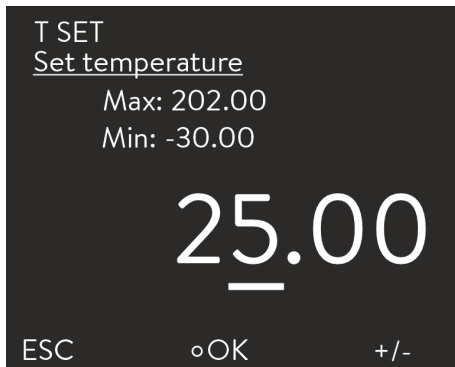 T SET
Set temperature
Max: 202.00
Min: -30.00
25.00
ESC ○OK +/-